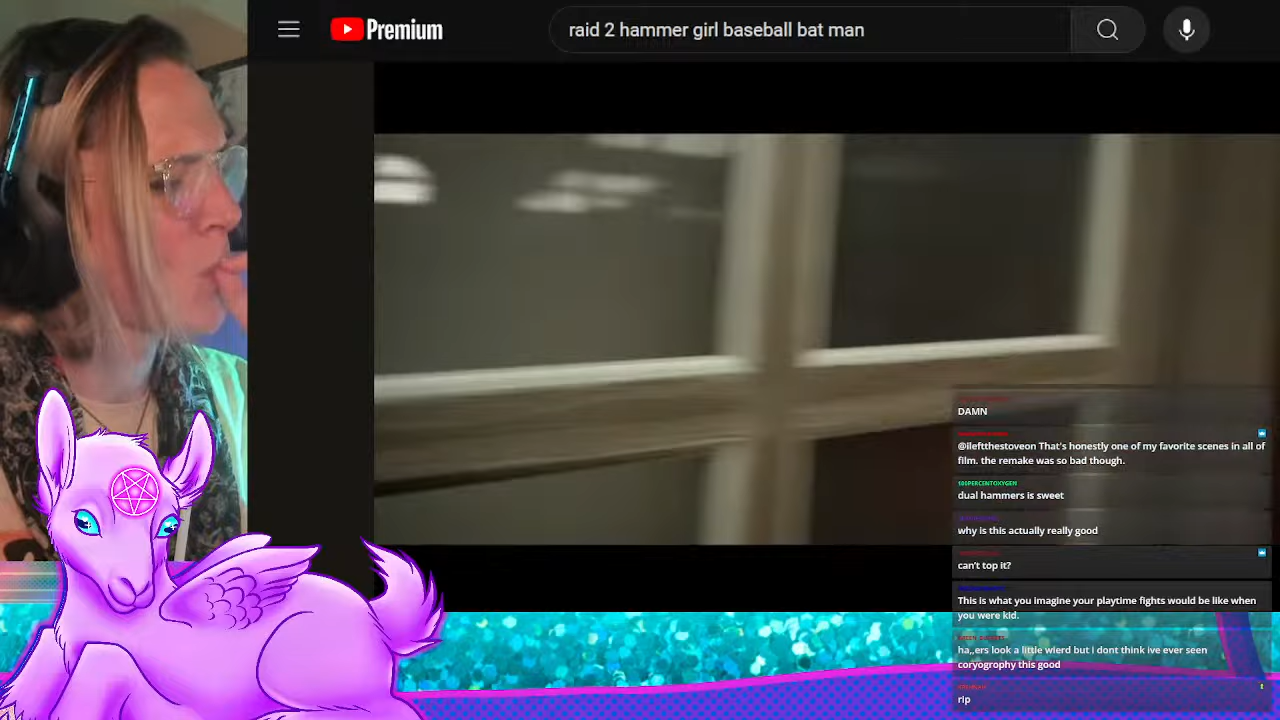 Premium
raid 2 hammer girl baseball bat man
DAMN
@ileftthestoveon That's honestly one of my favorite scenes in all of
film. the remake was so bad though.
100PERCENTOXYGEN
dual hammers is sweet
why is this actually really good
can't top it?
This is what you imagine your playtime fights would be like when
you were kid.
ha,,ers look a little wierd but i dont think ive ever seen
coryography this good
rip